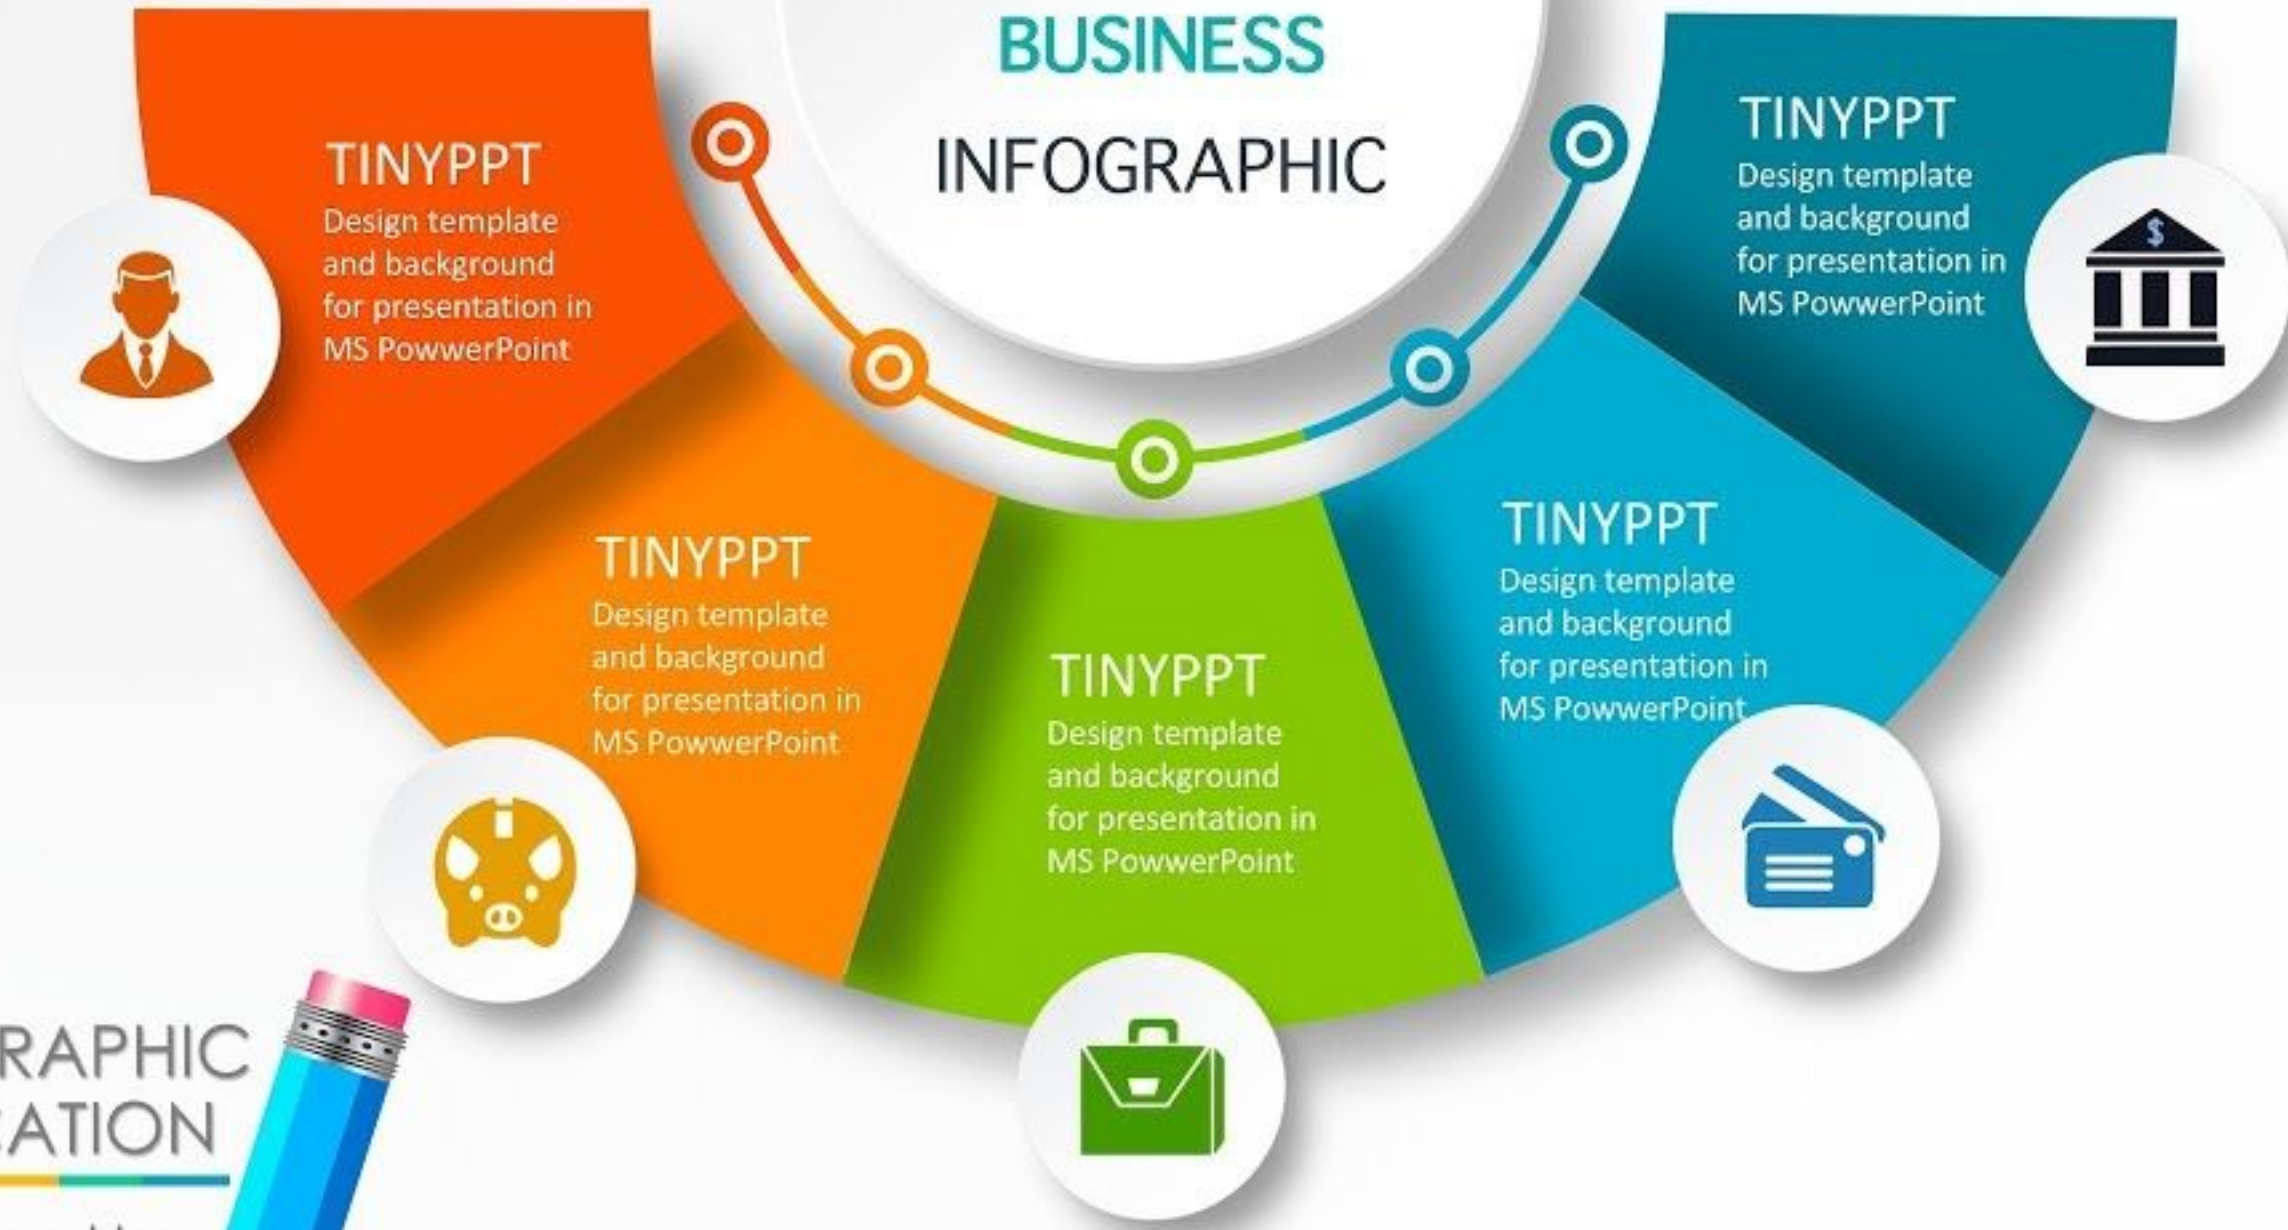 BUSINESS
INFOGRAPHIC
TINYPPT
Design template
and background
for presentation in
MS PowwerPoint
TINYPPT
Design template
and background
for presentation in
MS PowwerPoint
TINYPPT
Design template
and background
for presentation in
MS PowwerPoint
TINYPPT
Design template
and background
for presentation in
MS PowwerPoint
TINYPPT
Design template
and background
for presentation in
MS PowwerPoint
$
RAPHIC
CATION